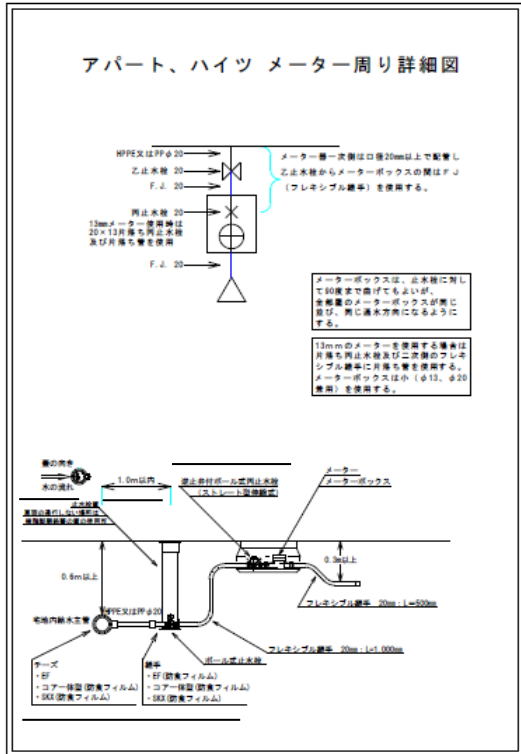 アパート、ハイツ メーター周り詳細図
HPPE又はPPφ20
乙止水栓 20
F.J. 20
丙止水栓 20
13mmメーター使用時は
20×13片落ち丙止水栓
及び片落ち管を使用
F.J. 20
メーター器一次側は口径20mm以上で配管し
乙止水栓からメーターボックスの間はFJ
(フレキシブル継手)を使用する。
メーターボックスは、止水栓に対し
て90度まで曲げてもよいが、
全部屋のメーターボックスが同じ
並び、同じ通水方向になるように
する。
13mmのメーターを使用する場合は
片落ち丙止水栓及び二次側のフレキ
シブル継手に片落ち管を使用する。
メーターボックスは小(φ13、φ20
兼用)を使用する。
蓋の向き
水の流れ
1.0m以内
止水栓筐
逆止弁付ボール式丙止水栓
(ストレート型伸縮式)
メーター
メーターボックス
0.6m以上
0.3m以上
HPPE又はPPφ20
宅地内給水主管
フレキシブル継手 20mm:L=500mm
フレキシブル継手 20mm:L=1,000mm
ボール式止水栓
チーズ
・EF
・コア一体型(防食フィルム)
・SKX(防食フィルム)
継手
・EF(防食フィルム)
・コア一体型(防食フィルム)
・SKX(防食フィルム)